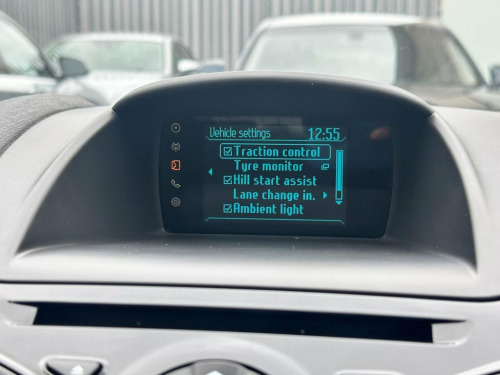 Vehicle settings 12:55
Traction control
Tyre monitor
Hill start assist
Lane change in.
Ambient light